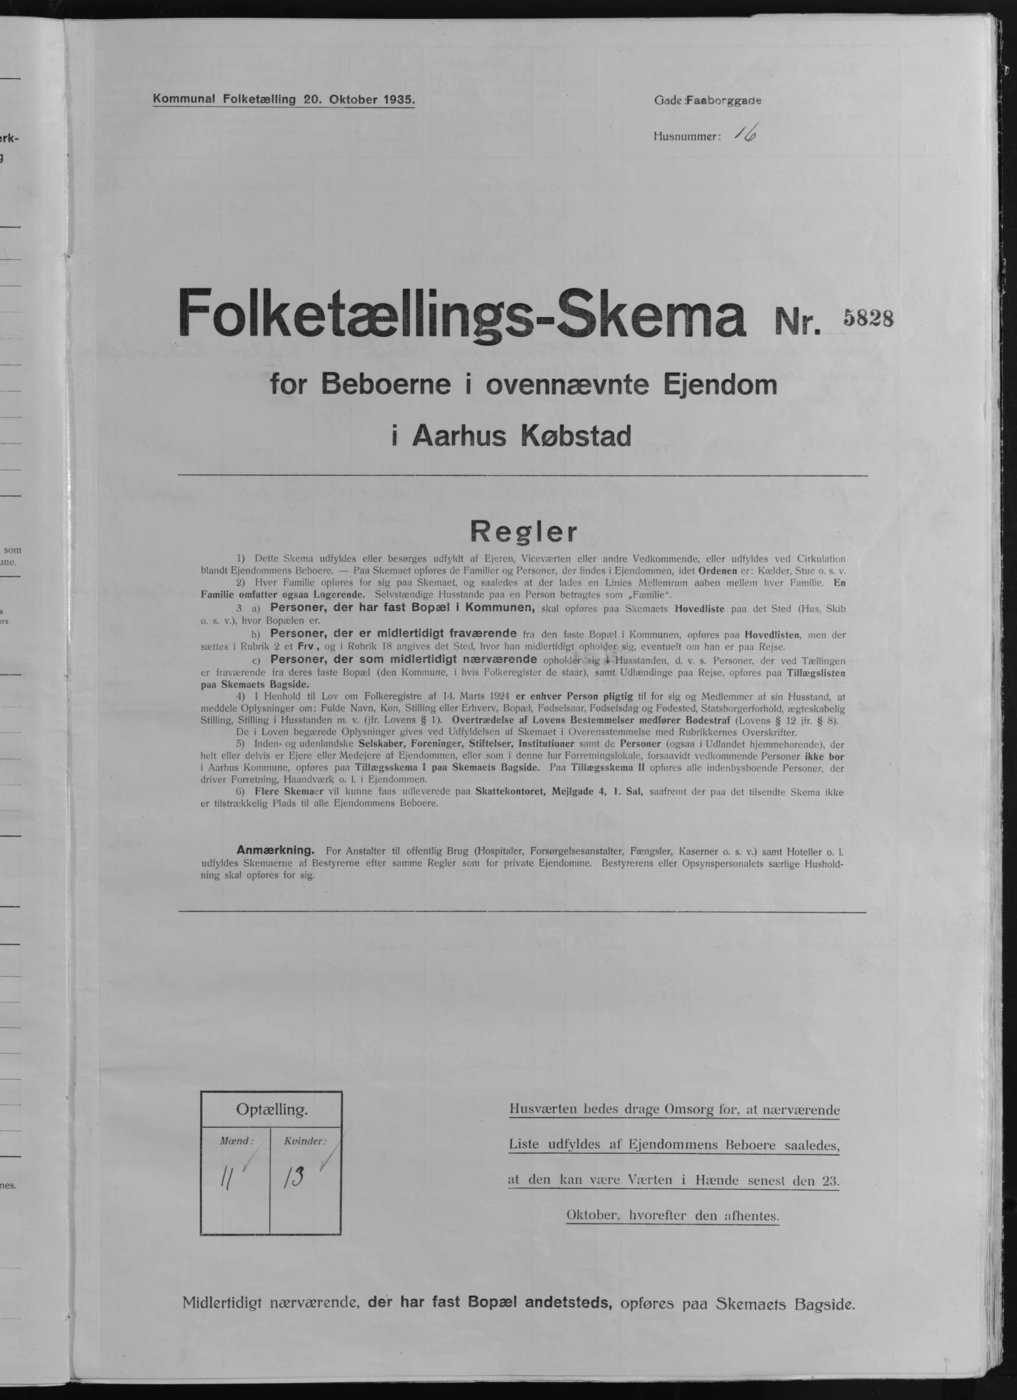 Kommunal Folketælling 20. Oktober 1935.
Gade: Faaborggade
Husnummer: 16
Folketællings-Skema Nr. 5828
for Beboerne i ovennævnte Ejendom
i Aarhus Købstad
Regler
1) Dette Skema udfyldes eller besørges udfyldt af Ejeren, Viceværten eller andre Vedkommende, eller udfyldes ved Cirkulation
blandt Ejendommens Beboere. — Paa Skemaet opføres de Familier og Personer, der findes i Ejendommen, idet Ordenen er: Kælder, Stue o. s. v.
2) Hver Familie opføres for sig paa Skemaet, og saaledes at der lades en Linies Mellemrum aaben mellem hver Familie. En
Familie omfatter ogsaa Logerende. Selvstændige Husstande paa en Person betragtes som „Familie“.
3 a) Personer, der har fast Bopæl i Kommunen, skal opføres paa Skemaets Hovedliste paa det Sted (Hus, Skib
o. s. v.), hvor Bopælen er.
b) Personer, der er midlertidigt fraværende fra den faste Bopæl i Kommunen, opføres paa Hovedlisten, men der
sættes i Rubrik 2 et Frv, og i Rubrik 18 angives det Sted, hvor han midlertidigt opholder sig, eventuelt om han er paa Rejse.
c) Personer, der som midlertidigt nærværende opholder sig i Husstanden, d. v. s. Personer, der ved Tællingen
er fraværende fra deres faste Bopæl (den Kommune, i hvis Folkeregister de staar), samt Udlændinge paa Rejse, opføres paa Tillægslisten
paa Skemaets Bagside.
4) I Henhold til Lov om Folkeregistre af 14. Marts 1924 er enhver Person pligtig til for sig og Medlemmer af sin Husstand, at
meddele Oplysninger om: Fulde Navn, Køn, Stilling eller Erhverv, Bopæl, Fødselsaar, Fødselsdag og Fødested, Statsborgerforhold, ægteskabelig
Stilling, Stilling i Husstanden m. v. (jfr. Lovens § 1). Overtrædelse af Lovens Bestemmelser medfører Bødestraf (Lovens § 12 jfr. § 8).
De i Loven begærede Oplysninger gives ved Udfyldelsen af Skemaet i Overensstemmelse med Rubrikkernes Overskrifter.
5) Inden- og udenlandske Selskaber, Foreninger, Stiftelser, Institutioner samt de Personer (ogsaa i Udlandet hjemmehørende), der
helt eller delvis er Ejere eller Medejere af Ejendommen, eller som i denne har Forretningslokale, forsaavidt vedkommende Personer ikke bor
i Aarhus Kommune, opføres paa Tillægsskema I paa Skemaets Bagside. Paa Tillægsskema II opføres alle indenbysboende Personer, der
driver Forretning, Haandværk o. l. i Ejendommen.
6) Flere Skemaer vil kunne faas udleverede paa Skattekontoret, Mejlgade 4, 1. Sal, saafremt der paa det tilsendte Skema ikke
er tilstrækkelig Plads til alle Ejendommens Beboere.
Anmærkning. For Anstalter til offentlig Brug (Hospitaler, Forsørgelsesanstalter, Fængsler, Kaserner o. s. v.) samt Hoteller o. l.
udfyldes Skemaerne af Bestyrerne efter samme Regler som for private Ejendomme. Bestyrerens eller Opsynspersonalets særlige Hushold-
ning skal opføres for sig.
Optælling.
Mænd: Kvinder:
11 13
Husværten bedes drage Omsorg for, at nærværende
Liste udfyldes af Ejendommens Beboere saaledes,
at den kan være Værten i Hænde senest den 23.
Oktober, hvorefter den afhentes.
Midlertidigt nærværende, der har fast Bopæl andetsteds, opføres paa Skemaets Bagside.